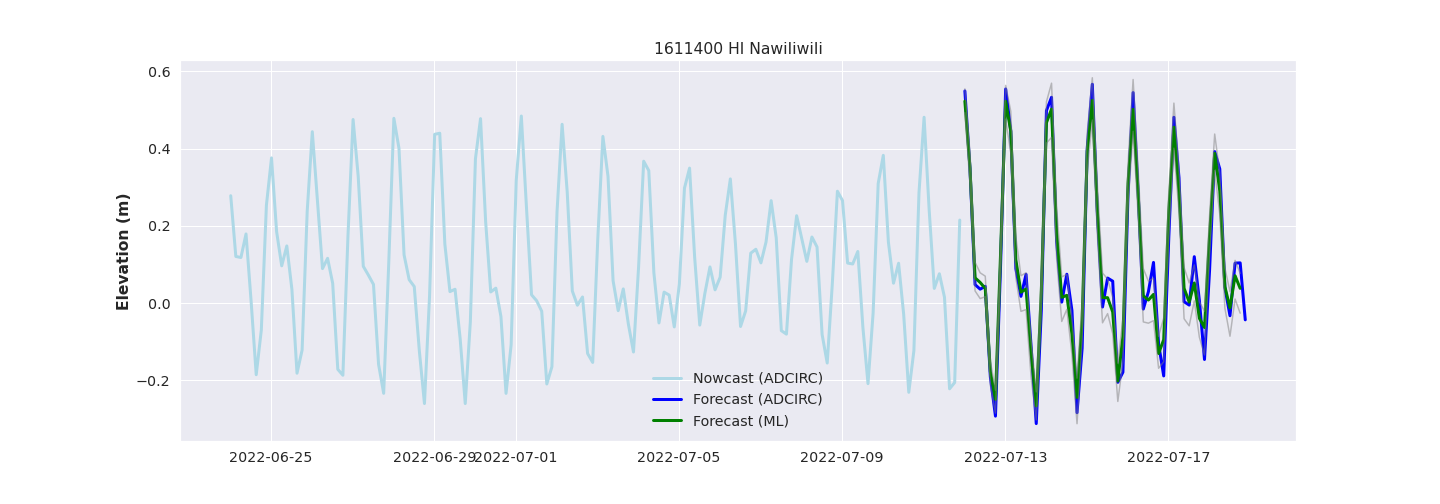 1611400 HI Nawiliwili
Elevation (m)
0.6
0.4
0.2
0.0
−0.2
Nowcast (ADCIRC)
Forecast (ADCIRC)
Forecast (ML)
2022-06-25
2022-06-29
2022-07-01
2022-07-05
2022-07-09
2022-07-13
2022-07-17